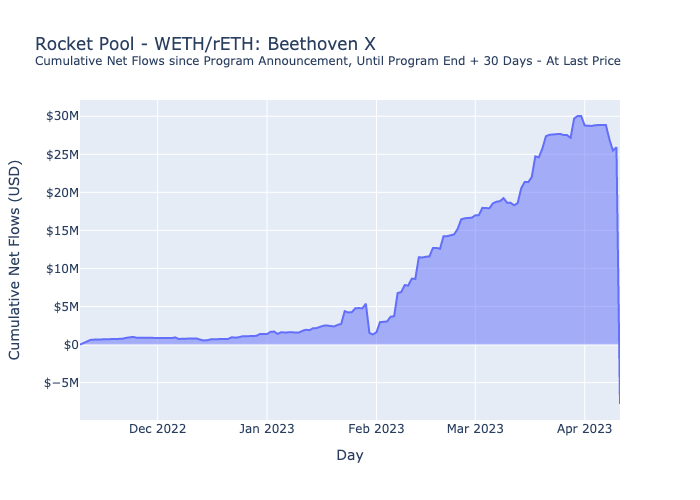 Rocket Pool - WETH/rETH: Beethoven X
Cumulative Net Flows since Program Announcement, Until Program End + 30 Days - At Last Price
Cumulative Net Flows (USD)
$30M
$25M
$20M
$15M
$10M
$5M
$0
$−5M
Dec 2022
Jan 2023
Feb 2023
Mar 2023
Apr 2023
Day